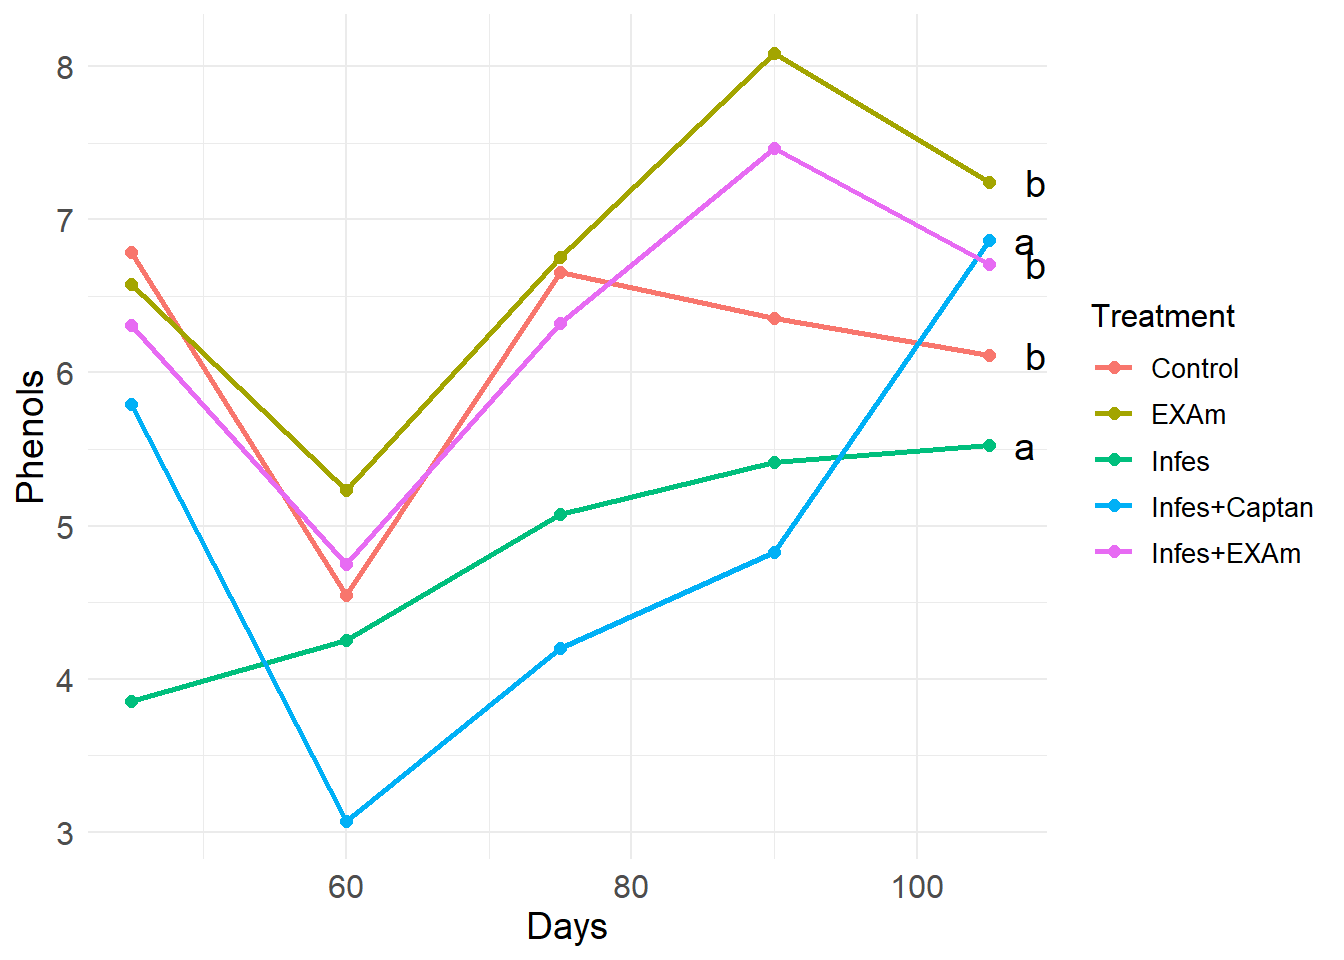 8
7
6
5
4
3
Phenols
60 80 100
Days
b
a
b
b
a
Treatment
Control
EXAm
Infes
Infes+Captan
Infes+EXAm